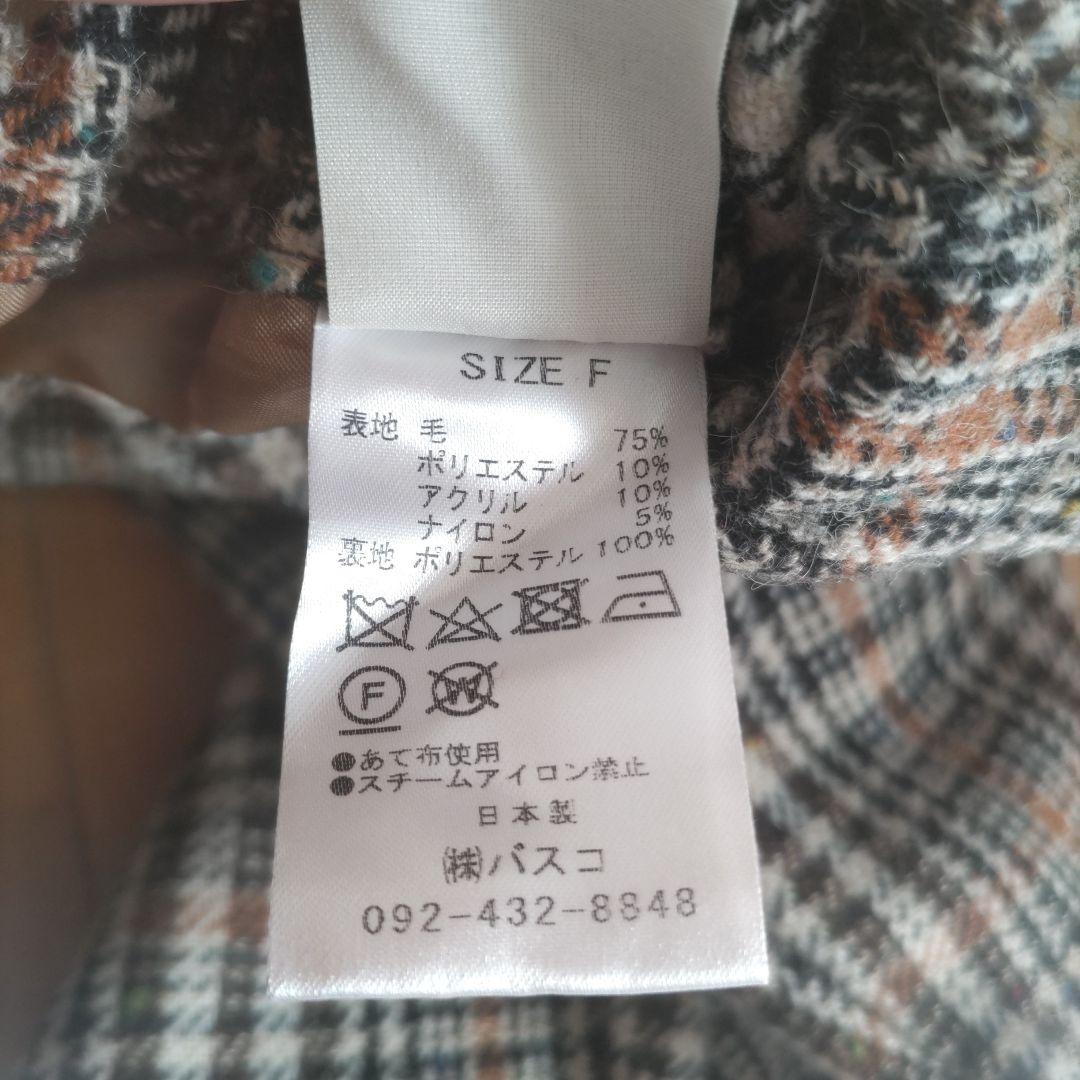 SIZE F
表地 毛 75%
ポリエステル 10%
アクリル 10%
ナイロン 5%
裏地 ポリエステル 100%
F
W
●あて布使用
●スチームアイロン禁止
日本製
㈱バスコ
092-432-8848